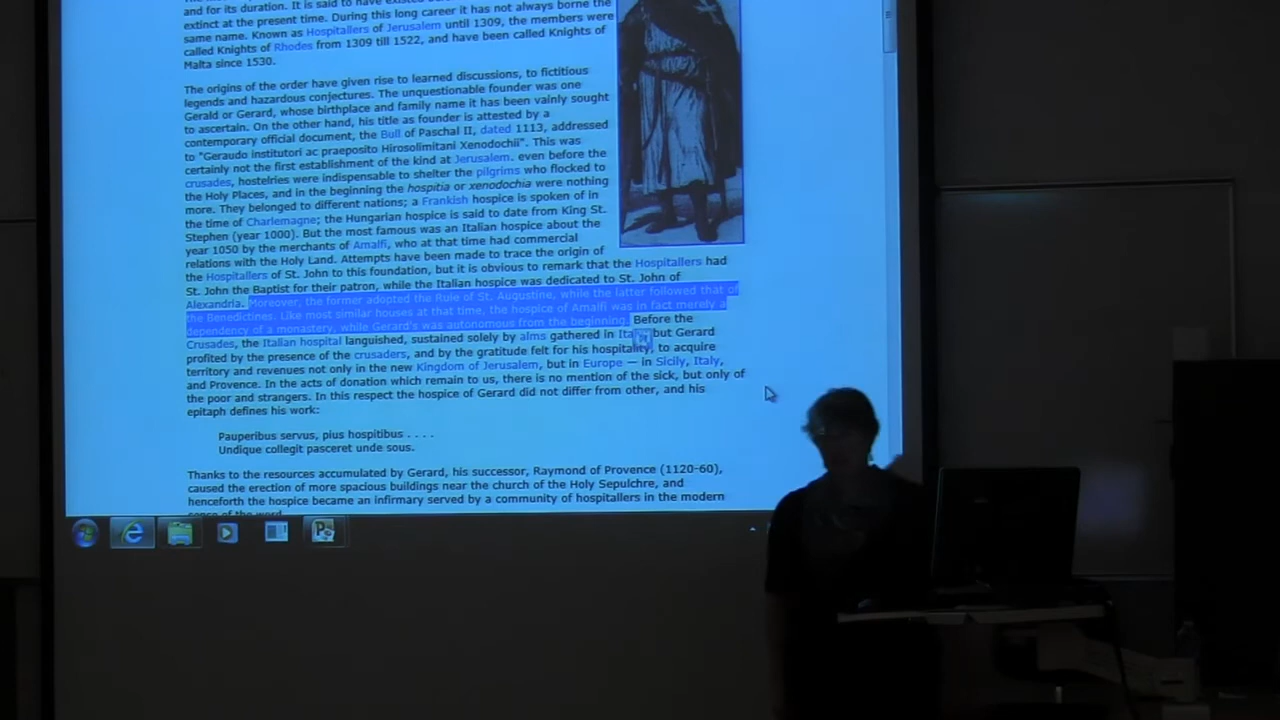 and for its duration. It is said to have existed
extinct at the present time. During this long career it has not always borne the
same name. Known as Hospitallers of Jerusalem until 1309, the members were
called Knights of Rhodes from 1309 till 1522, and have been called Knights of
Malta since 1530.
The origins of the order have given rise to learned discussions, to fictitious
legends and hazardous conjectures. The unquestionable founder was one
Gerald or Gerard, whose birthplace and family name it has been vainly sought
to ascertain. On the other hand, his title as founder is attested by a
contemporary official document, the Bull of Paschal II, dated 1113, addressed
to "Geraudo institutori ac praeposito Hirosolimitani Xenodochii". This was
certainly not the first establishment of the kind at Jerusalem. even before the
crusades, hostelries were indispensable to shelter the pilgrims who flocked to
the Holy Places, and in the beginning the hospitia or xenodochia were nothing
more. They belonged to different nations; a Frankish hospice is spoken of in
the time of Charlemagne; the Hungarian hospice is said to date from King St.
Stephen (year 1000). But the most famous was an Italian hospice about the
year 1050 by the merchants of Amalfi, who at that time had commercial
relations with the Holy Land. Attempts have been made to trace the origin of
the Hospitallers of St. John to this foundation, but it is obvious to remark that the Hospitallers had
St. John the Baptist for their patron, while the Italian hospice was dedicated to St. John of
Alexandria. Moreover, the former adopted the Rule of St. Augustine, while the latter followed that of
the Benedictines. Like most similar houses at that time, the hospice of Amalfi was in fact merely a
dependency of a monastery, while Gerard's was autonomous from the beginning. Before the
Crusades, the Italian hospital languished, sustained solely by alms gathered in but Gerard
profited by the presence of the crusaders, and by the gratitude felt for his hospitality, to acquire
territory and revenues not only in the new Kingdom of Jerusalem, but in Europe — in Sicily, Italy,
and Provence. In the acts of donation which remain to us, there is no mention of the sick, but only of
the poor and strangers. In this respect the hospice of Gerard did not differ from other, and his
epitaph defines his work:
Pauperibus servus, pius hospitibus . . . .
Undique collegit pasceret unde sous.
Thanks to the resources accumulated by Gerard, his successor, Raymond of Provence (1120-60),
caused the erection of more spacious buildings near the church of the Holy Sepulchre, and
henceforth the hospice became an infirmary served by a community of hospitallers in the modern
sense of the word.